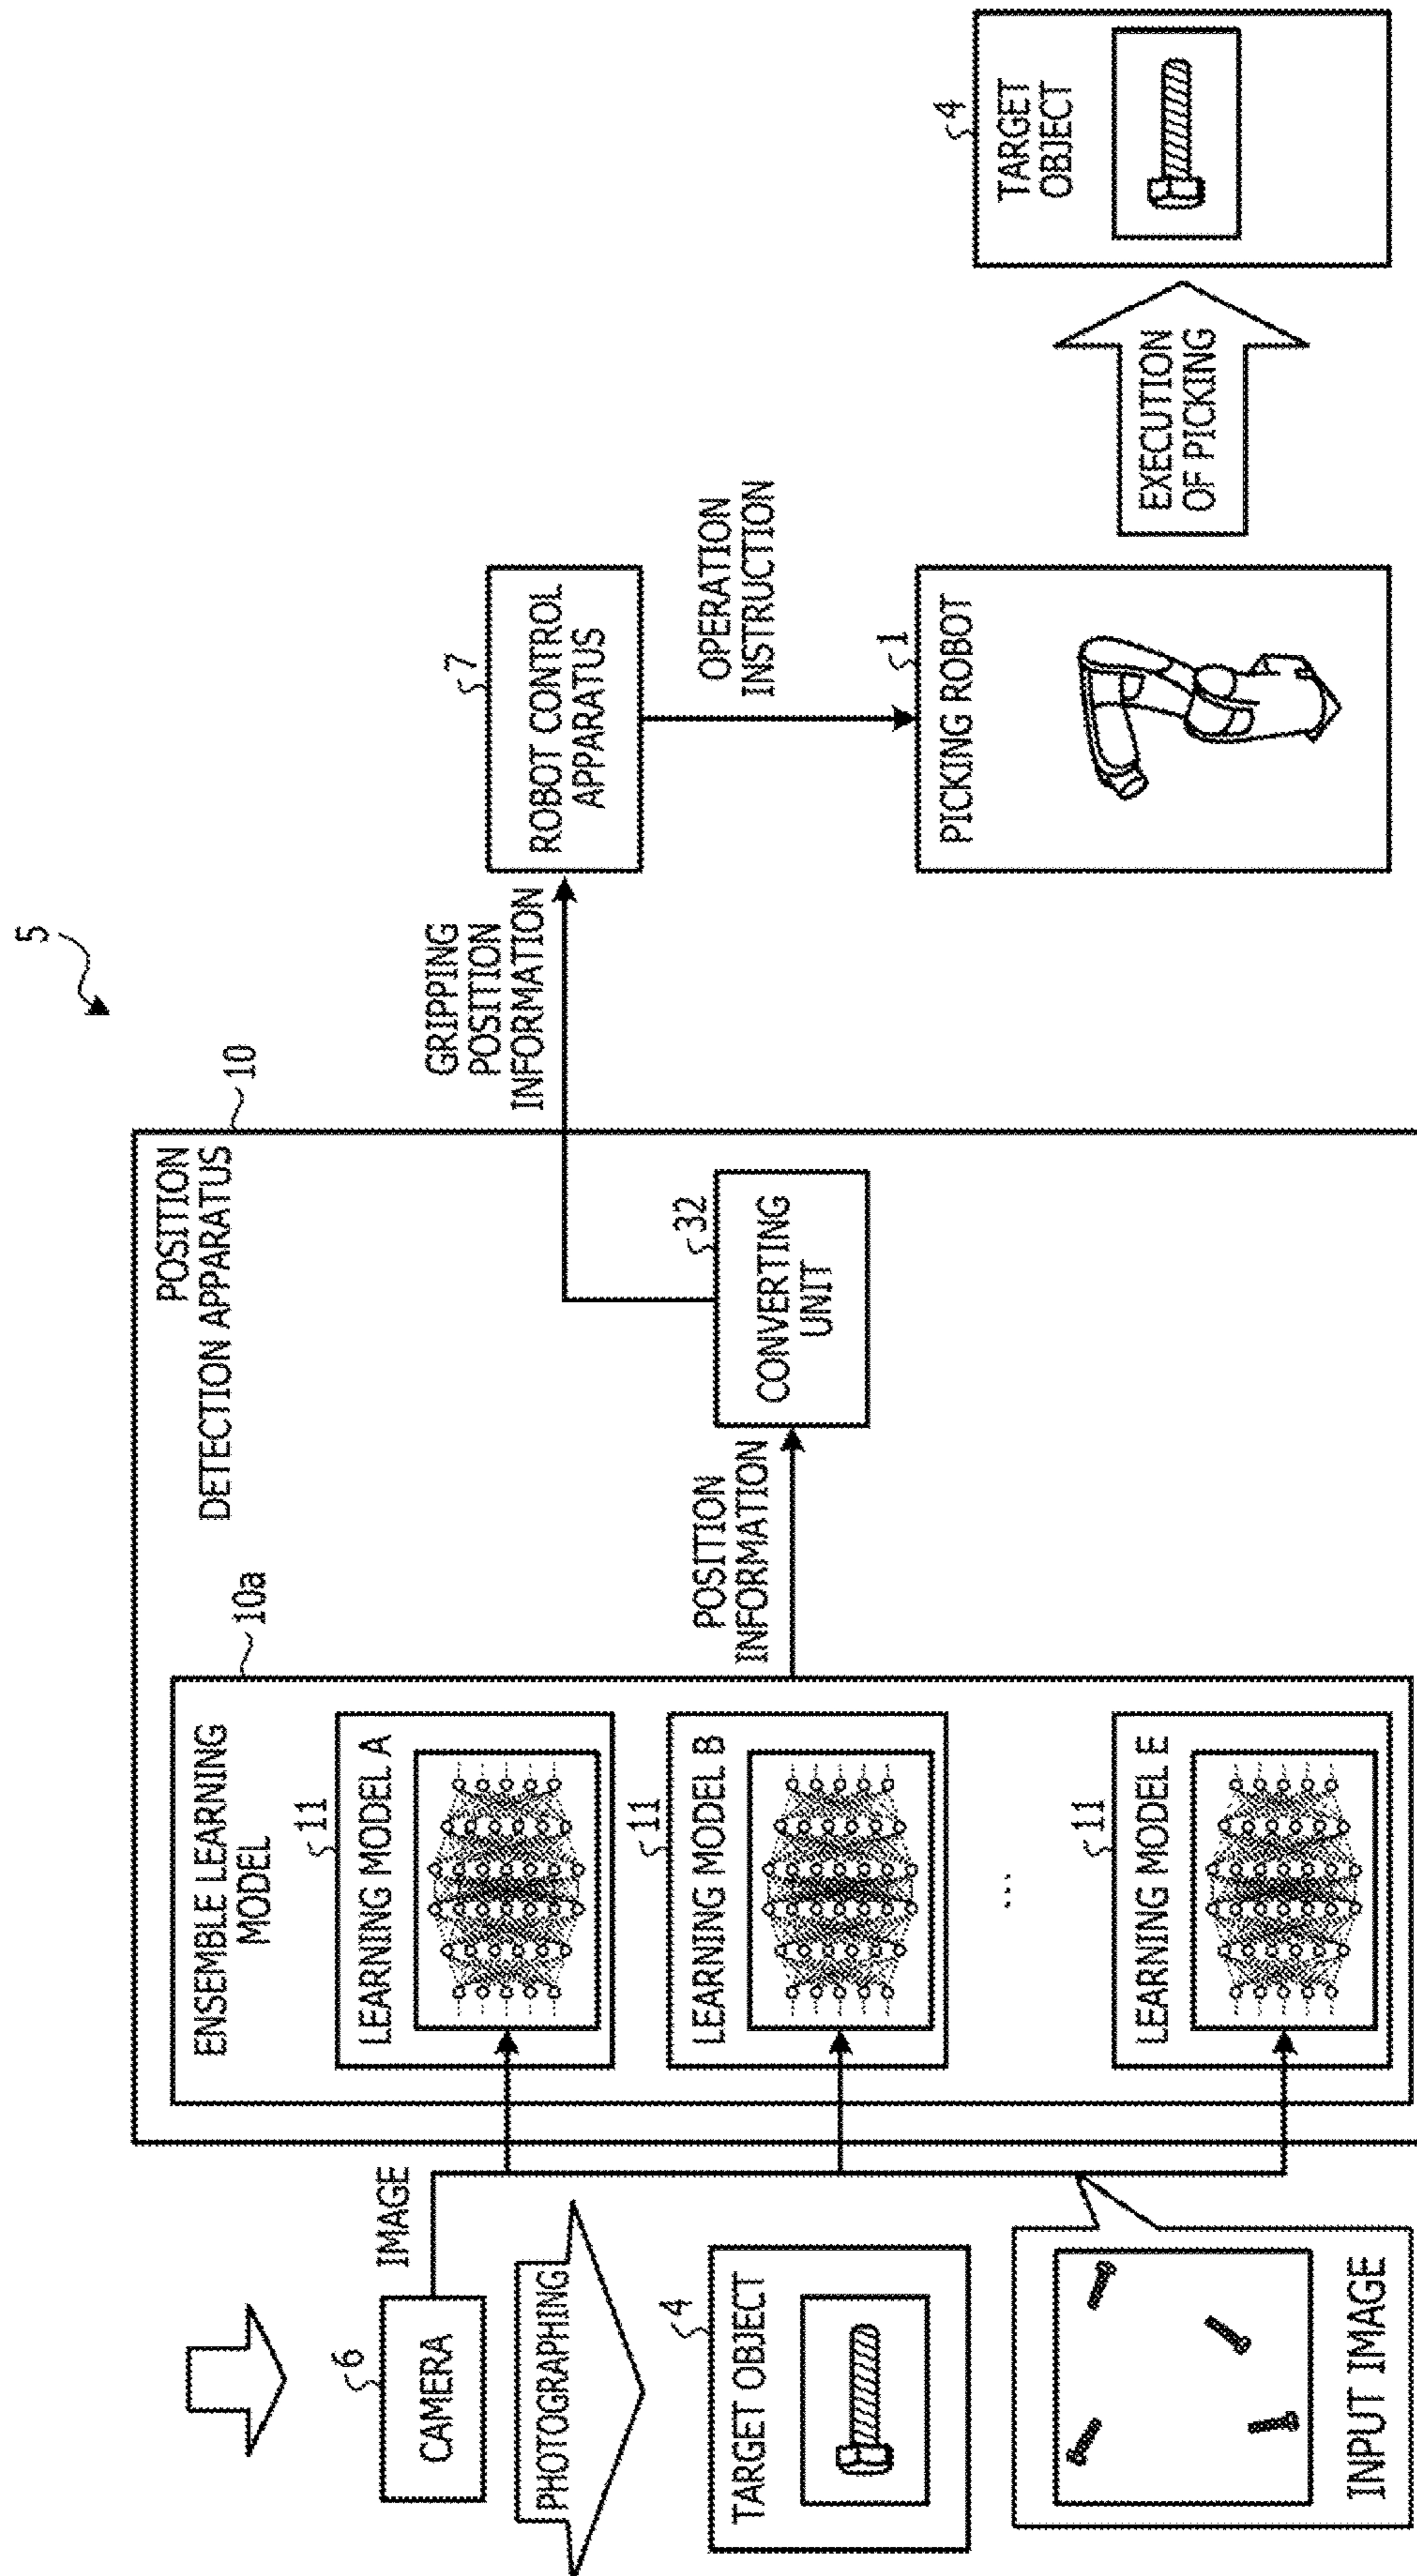 5
6
CAMERA
IMAGE
PHOTOGRAPHING
4
TARGET OBJECT
INPUT IMAGE
10
POSITION
DETECTION APPARATUS
10a
ENSEMBLE LEARNING
MODEL
11
LEARNING MODEL A
11
LEARNING MODEL B
...
11
LEARNING MODEL E
POSITION
INFORMATION
32
CONVERTING
UNIT
GRIPPING
POSITION
INFORMATION
7
ROBOT CONTROL
APPARATUS
OPERATION
INSTRUCTION
1
PICKING ROBOT
EXECUTION
OF PICKING
4
TARGET
OBJECT